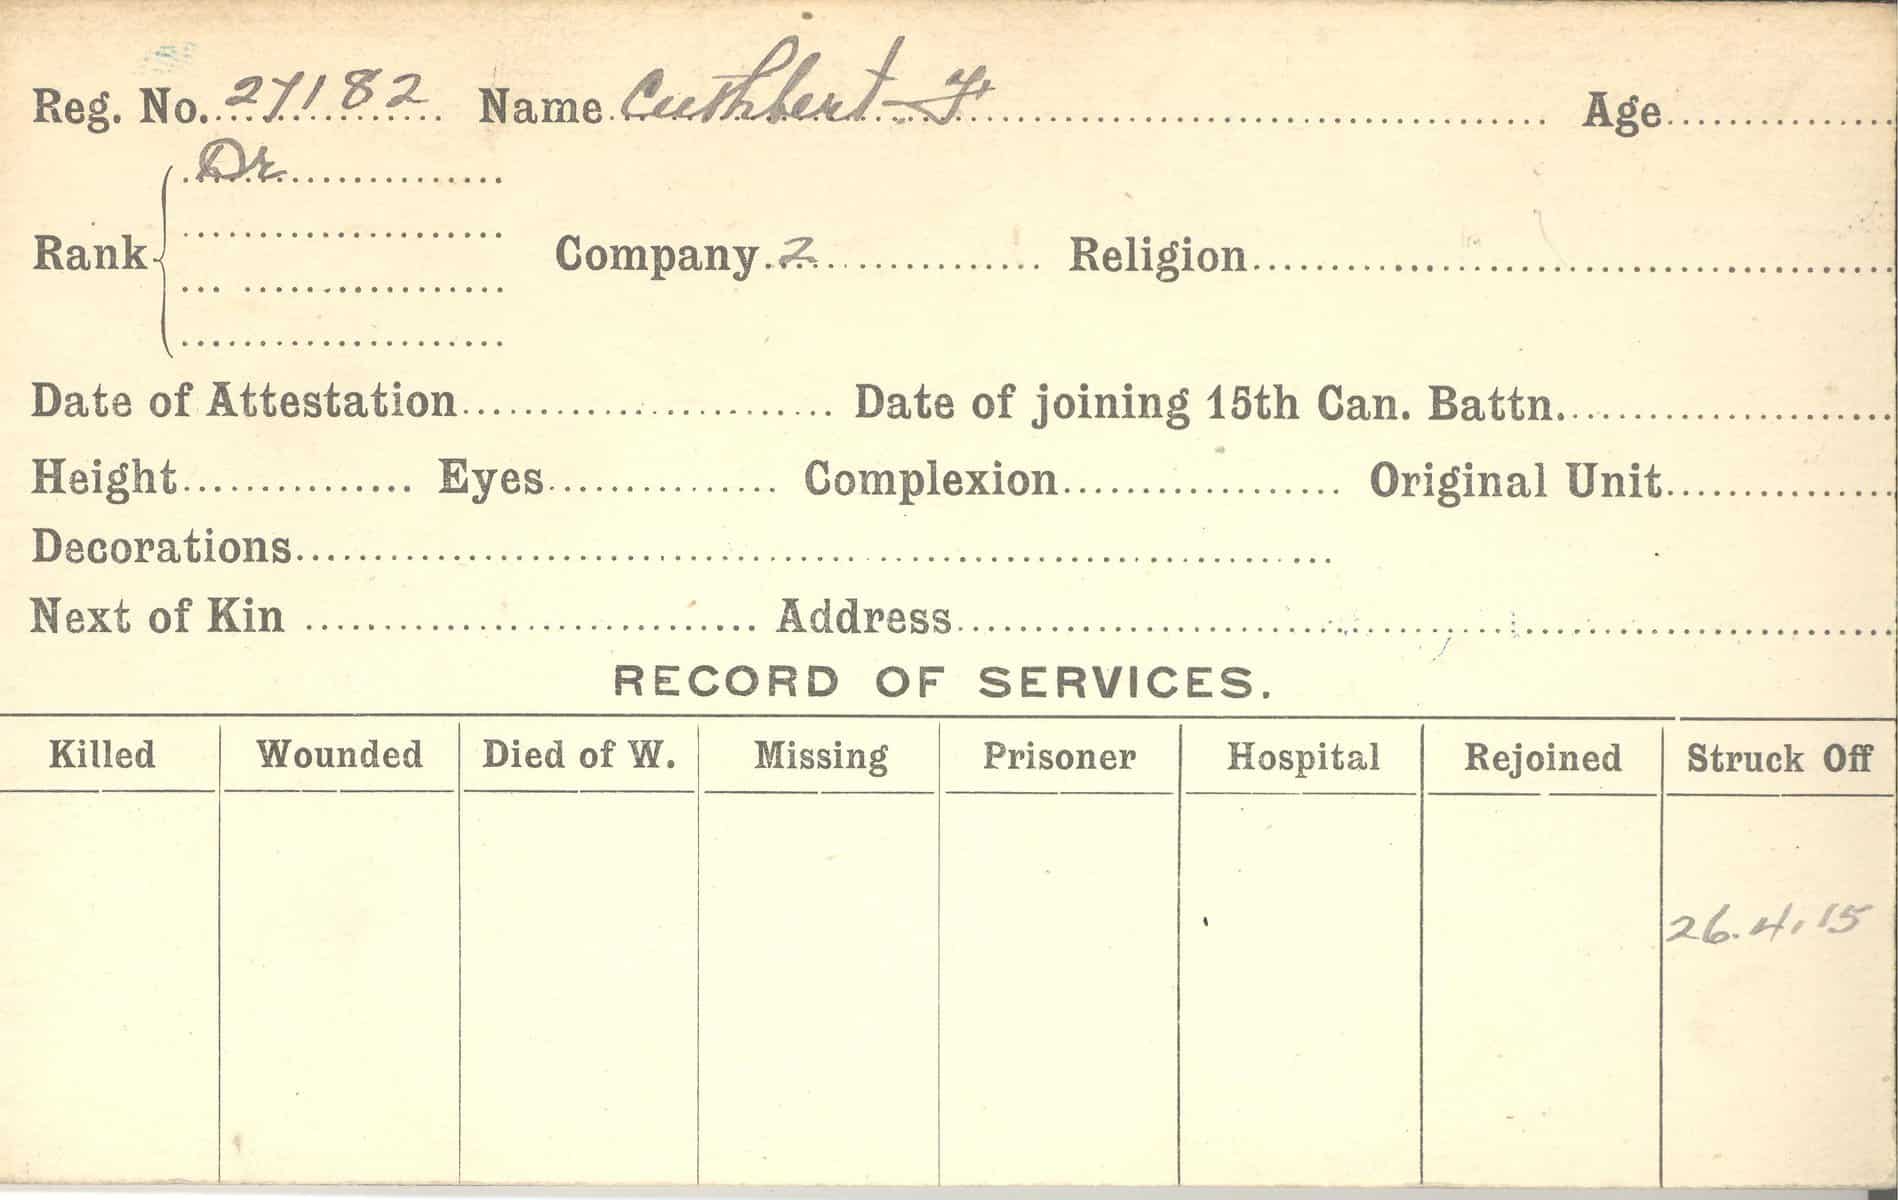 Reg. No. 27182 Name Cuthbert F. Age
Dr
Rank Company 2 Religion
Date of Attestation Date of joining 15th Can. Battn.
Height Eyes Complexion Original Unit
Decorations
Next of Kin Address
RECORD OF SERVICES.
Killed Wounded Died of W. Missing Prisoner Hospital Rejoined Struck Off
26.4.15